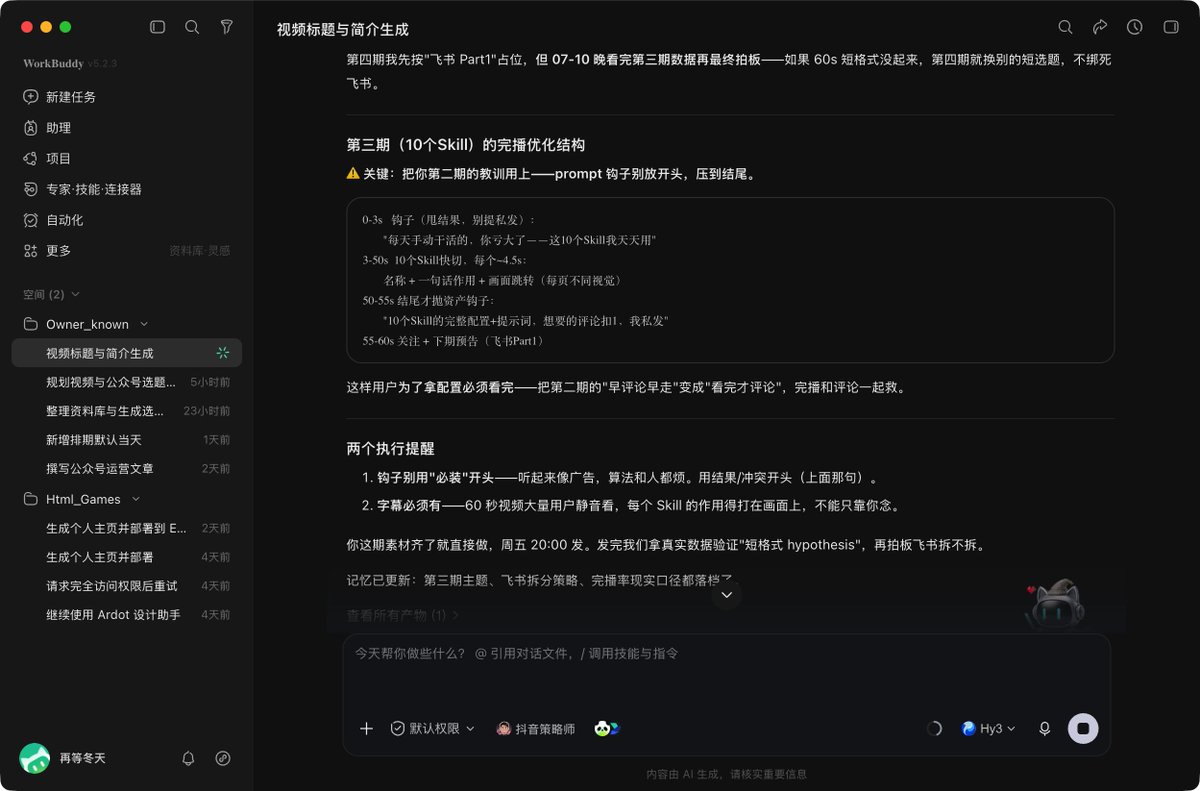 视频标题与简介生成
WorkBuddy v5.2.3
新建任务
助理
项目
专家·技能·连接器
自动化
更多
资料库·灵感
空间 (2)
Owner_known
视频标题与简介生成
规划视频与公众号选题... 5小时前
整理资料库与生成选... 23小时前
新增排期默认当天 1天前
撰写公众号运营文章 2天前
Html_Games
生成个人主页并部署到 E... 2天前
生成个人主页并部署 4天前
请求完全访问权限后重试 4天前
继续使用 Ardot 设计助手 4天前
再等冬天
第四期我先按"飞书 Part1"占位，但 07-10 晚看完第三期数据再最终拍板——如果 60s 短格式没起来，第四期就换别的短选题，不绑死
飞书。
第三期（10个Skill）的完播优化结构
⚠️ 关键：把你第二期的教训用上——prompt 钩子别放开头，压到结尾。
0-3s 钩子（甩结果，别提私发）：
"每天手动干活的，你亏大了——这10个Skill我天天用"
3-50s 10个Skill快切，每个~4.5s：
名称 + 一句话作用 + 画面跳转（每页不同视觉）
50-55s 结尾才抛资产钩子：
"10个Skill的完整配置+提示词，想要的评论扣1，我私发"
55-60s 关注 + 下期预告（飞书Part1）
这样用户为了拿配置必须看完——把第二期的"早评论早走"变成"看完才评论"，完播和评论一起救。
两个执行提醒
1. 钩子别用"必装"开头——听起来像广告，算法和人都烦。用结果/冲突开头（上面那句）。
2. 字幕必须有——60 秒视频大量用户静音看，每个 Skill 的作用得打在画面上，不能只靠你念。
你这期素材齐了就直接做，周五 20:00 发。发完我们拿真实数据验证"短格式 hypothesis"，再拍板飞书拆不拆。
记忆已更新：第三期主题、飞书拆分策略、完播率现实口径都落档了
查看所有产物 (1)
今天帮你做些什么？ @ 引用对话文件，/ 调用技能与指令
默认权限
抖音策略师
Hy3
内容由 AI 生成，请核实重要信息